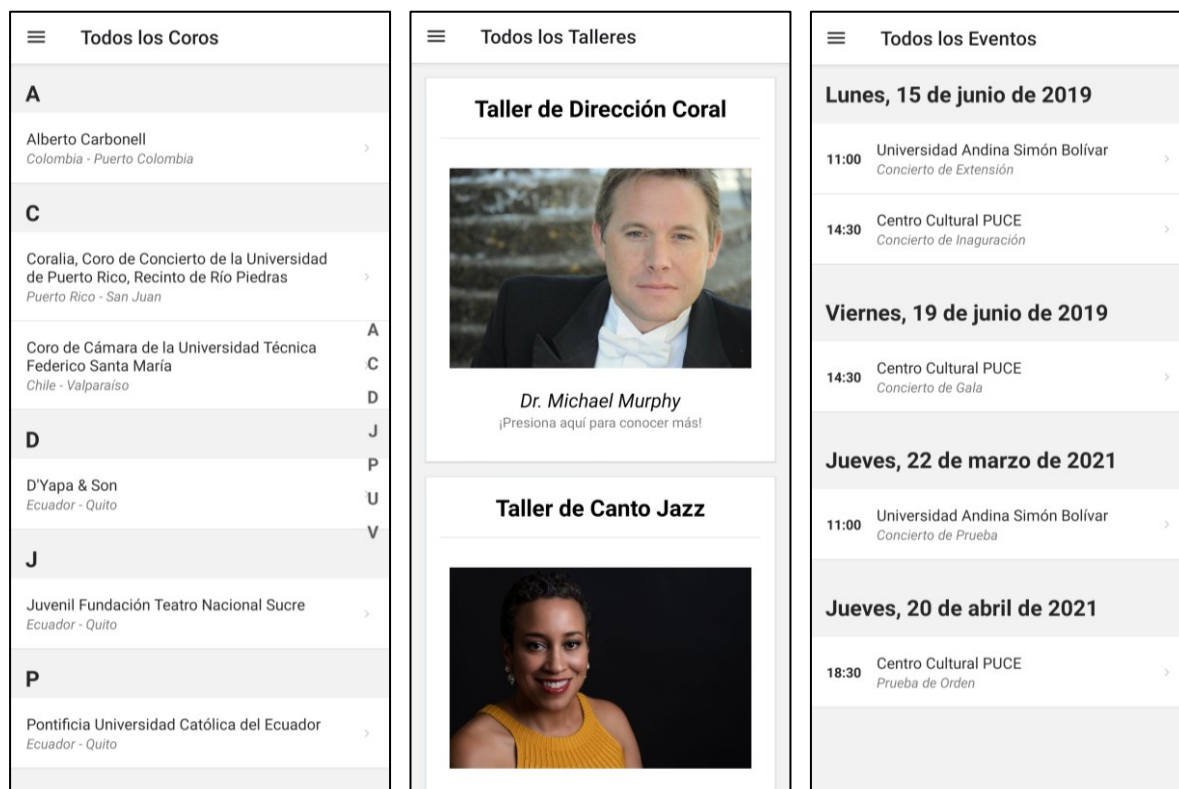 Todos los Coros
A
Alberto Carbonell
Colombia - Puerto Colombia
C
Coralia, Coro de Concierto de la Universidad
de Puerto Rico, Recinto de Río Piedras
Puerto Rico - San Juan
Coro de Cámara de la Universidad Técnica
Federico Santa María
Chile - Valparaíso
D
D'Yapa & Son
Ecuador - Quito
J
Juvenil Fundación Teatro Nacional Sucre
Ecuador - Quito
P
Pontificia Universidad Católica del Ecuador
Ecuador - Quito
A
C
D
J
P
U
V
Todos los Talleres
Taller de Dirección Coral
Dr. Michael Murphy
¡Presiona aquí para conocer más!
Taller de Canto Jazz
Todos los Eventos
Lunes, 15 de junio de 2019
11:00 Universidad Andina Simón Bolívar
Concierto de Extensión
14:30 Centro Cultural PUCE
Concierto de Inaguración
Viernes, 19 de junio de 2019
14:30 Centro Cultural PUCE
Concierto de Gala
Jueves, 22 de marzo de 2021
11:00 Universidad Andina Simón Bolívar
Concierto de Prueba
Jueves, 20 de abril de 2021
18:30 Centro Cultural PUCE
Prueba de Orden